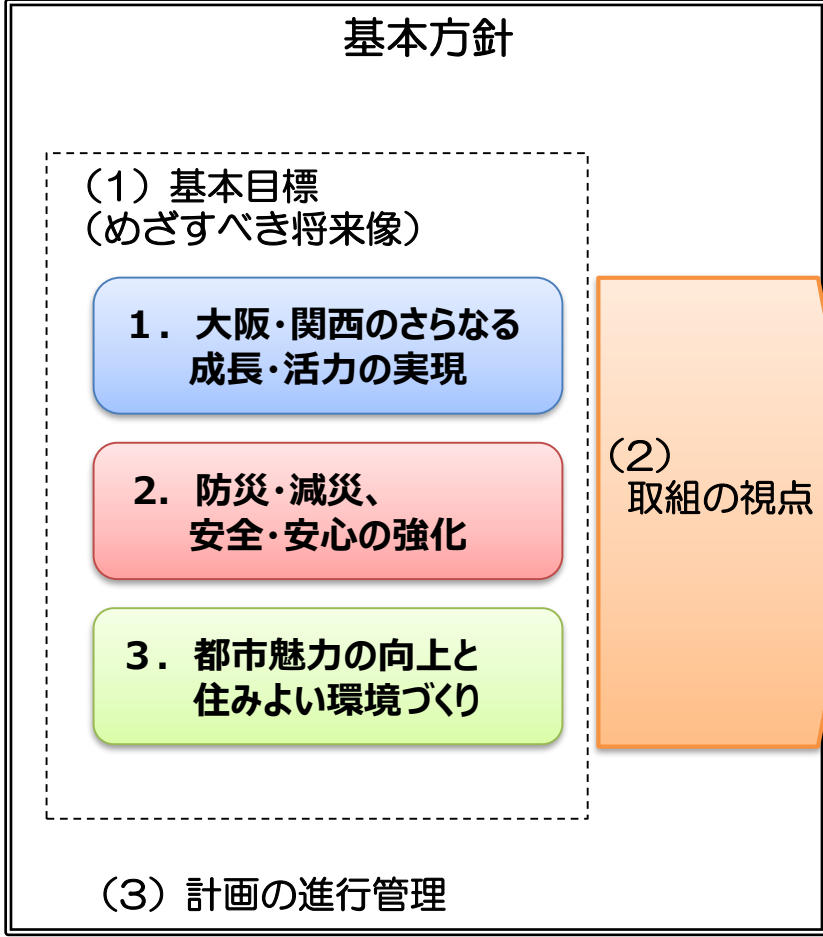 基本方針
（1）基本目標
（めざすべき将来像）
１．大阪・関西のさらなる
成長・活力の実現
2．防災・減災、
安全・安心の強化
３．都市魅力の向上と
住みよい環境づくり
（2）
取組の視点
（3）計画の進行管理